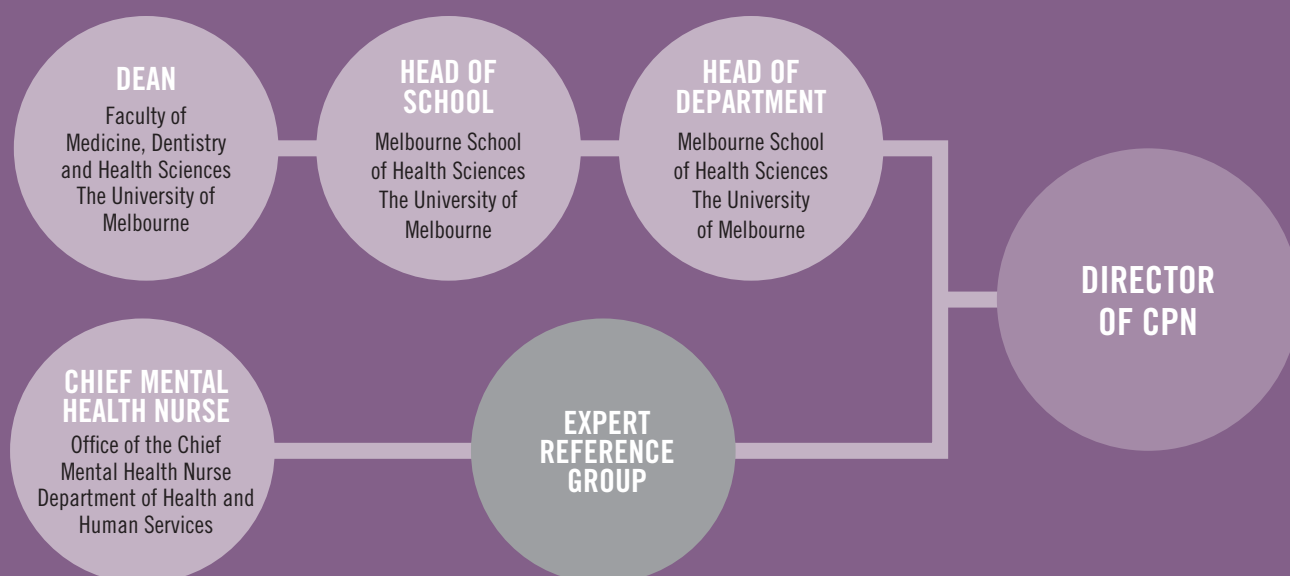 DEAN
Faculty of
Medicine, Dentistry
and Health Sciences
The University of
Melbourne
HEAD OF
SCHOOL
Melbourne School
of Health Sciences
The University of
Melbourne
HEAD OF
DEPARTMENT
Melbourne School
of Health Sciences
The University
of Melbourne
DIRECTOR
OF CPN
CHIEF MENTAL
HEALTH NURSE
Office of the Chief
Mental Health Nurse
Department of Health and
Human Services
EXPERT
REFERENCE
GROUP